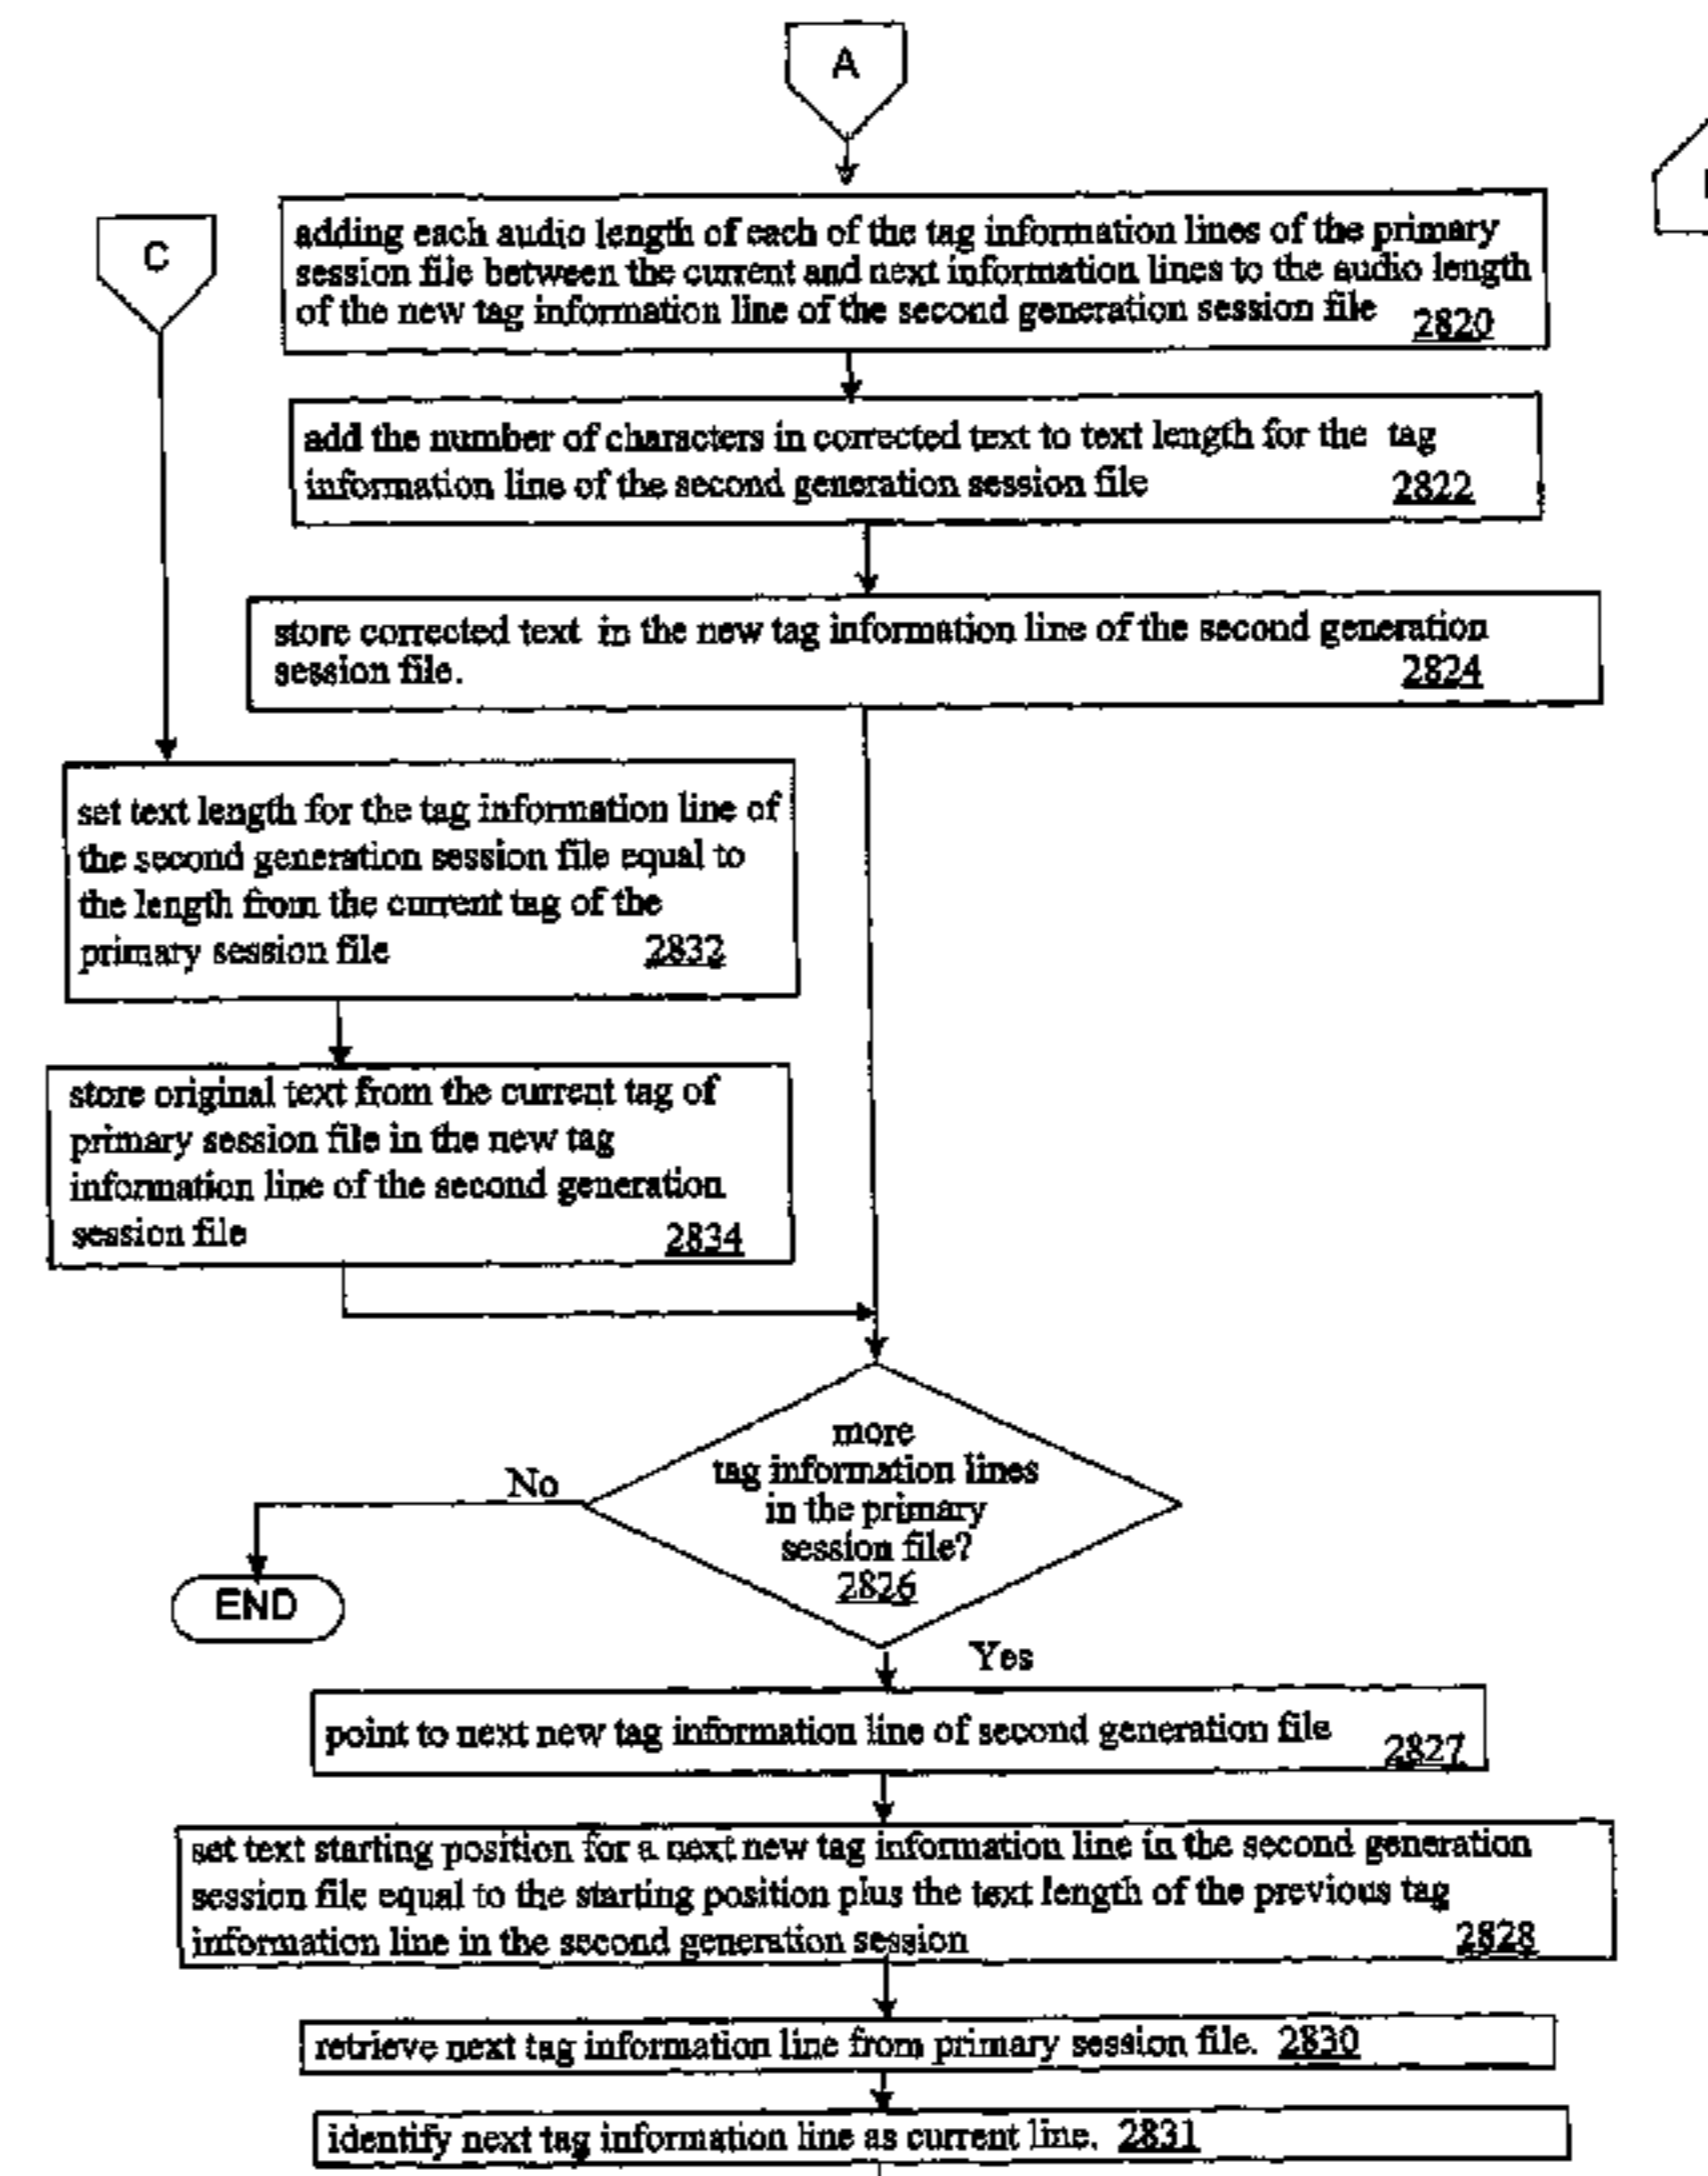 A
C
adding each audio length of each of the tag information lines of the primary
session file between the current and next information lines to the audio length
of the new tag information line of the second generation session file 2820
add the number of characters in corrected text to text length for the tag
information line of the second generation session file 2822
store corrected text in the new tag information line of the second generation
session file. 2824
set text length for the tag information line of
the second generation session file equal to
the length from the current tag of the
primary session file 2832
store original text from the current tag of
primary session file in the new tag
information line of the second generation
session file 2834
more
tag information lines
in the primary
session file?
2826
No
END
Yes
point to next new tag information line of second generation file 2827
set text starting position for a next new tag information line in the second generation
session file equal to the starting position plus the text length of the previous tag
information line in the second generation session 2828
retrieve next tag information line from primary session file. 2830
identify next tag information line as current line. 2831